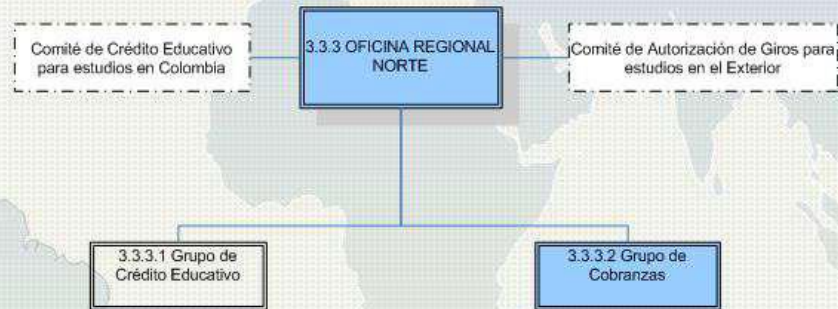 Comité de Crédito Educativo
para estudios en Colombia
3.3.3 OFICINA REGIONAL
NORTE
Comité de Autorización de Giros para
estudios en el Exterior
3.3.3.1 Grupo de
Crédito Educativo
3.3.3.2 Grupo de
Cobranzas